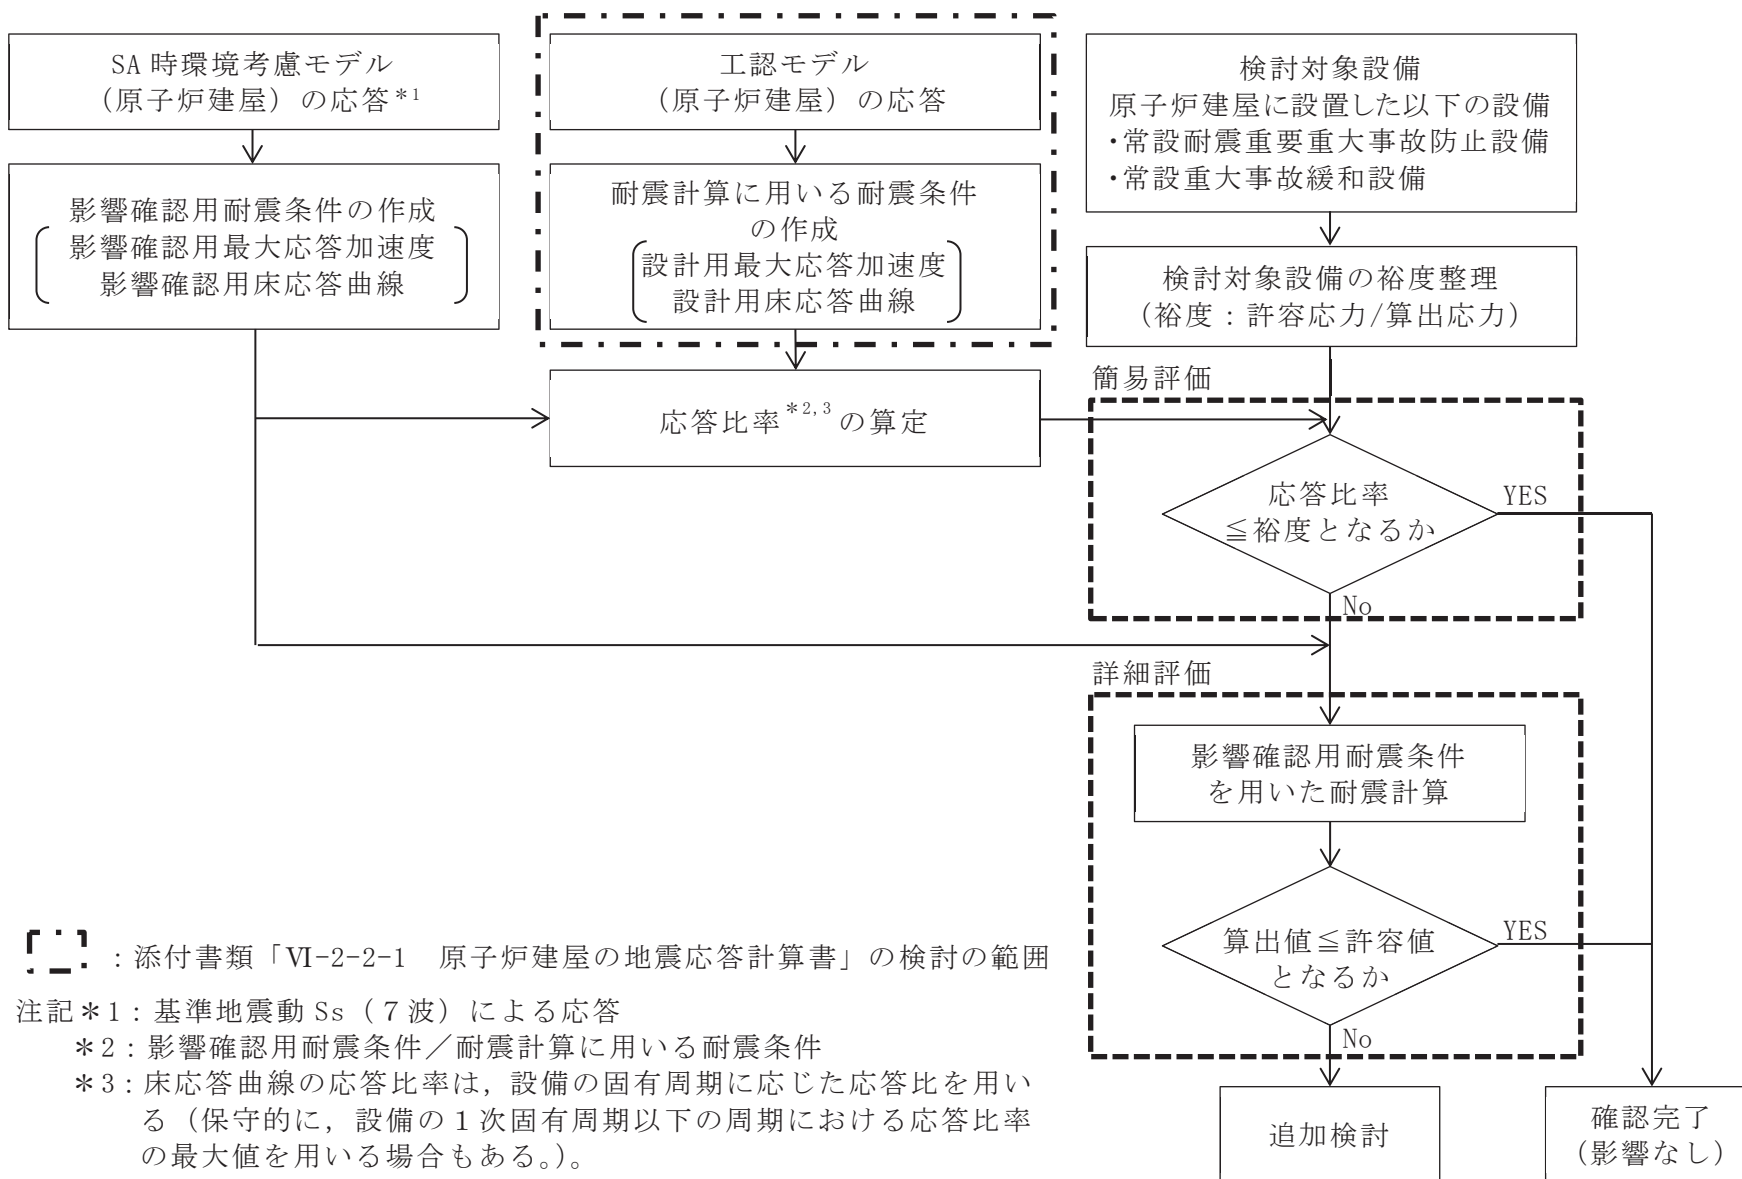 SA 時環境考慮モデル
（原子炉建屋）の応答*1
影響確認用耐震条件の作成
影響確認用最大応答加速度
影響確認用床応答曲線
工認モデル
（原子炉建屋）の応答
耐震計算に用いる耐震条件
の作成
設計用最大応答加速度
設計用床応答曲線
応答比率*2,3 の算定
検討対象設備
原子炉建屋に設置した以下の設備
・常設耐震重要重大事故防止設備
・常設重大事故緩和設備
検討対象設備の裕度整理
（裕度：許容応力/算出応力）
簡易評価
応答比率
≦裕度となるか
YES
No
詳細評価
影響確認用耐震条件
を用いた耐震計算
算出値≦許容値
となるか
YES
No
追加検討
確認完了
（影響なし）
：添付書類「Ⅵ-2-2-1　原子炉建屋の地震応答計算書」の検討の範囲
注記＊1：基準地震動 Ss（７波）による応答
＊2：影響確認用耐震条件／耐震計算に用いる耐震条件
＊3：床応答曲線の応答比率は，設備の固有周期に応じた応答比を用い
る（保守的に，設備の１次固有周期以下の周期における応答比率
の最大値を用いる場合もある。）。